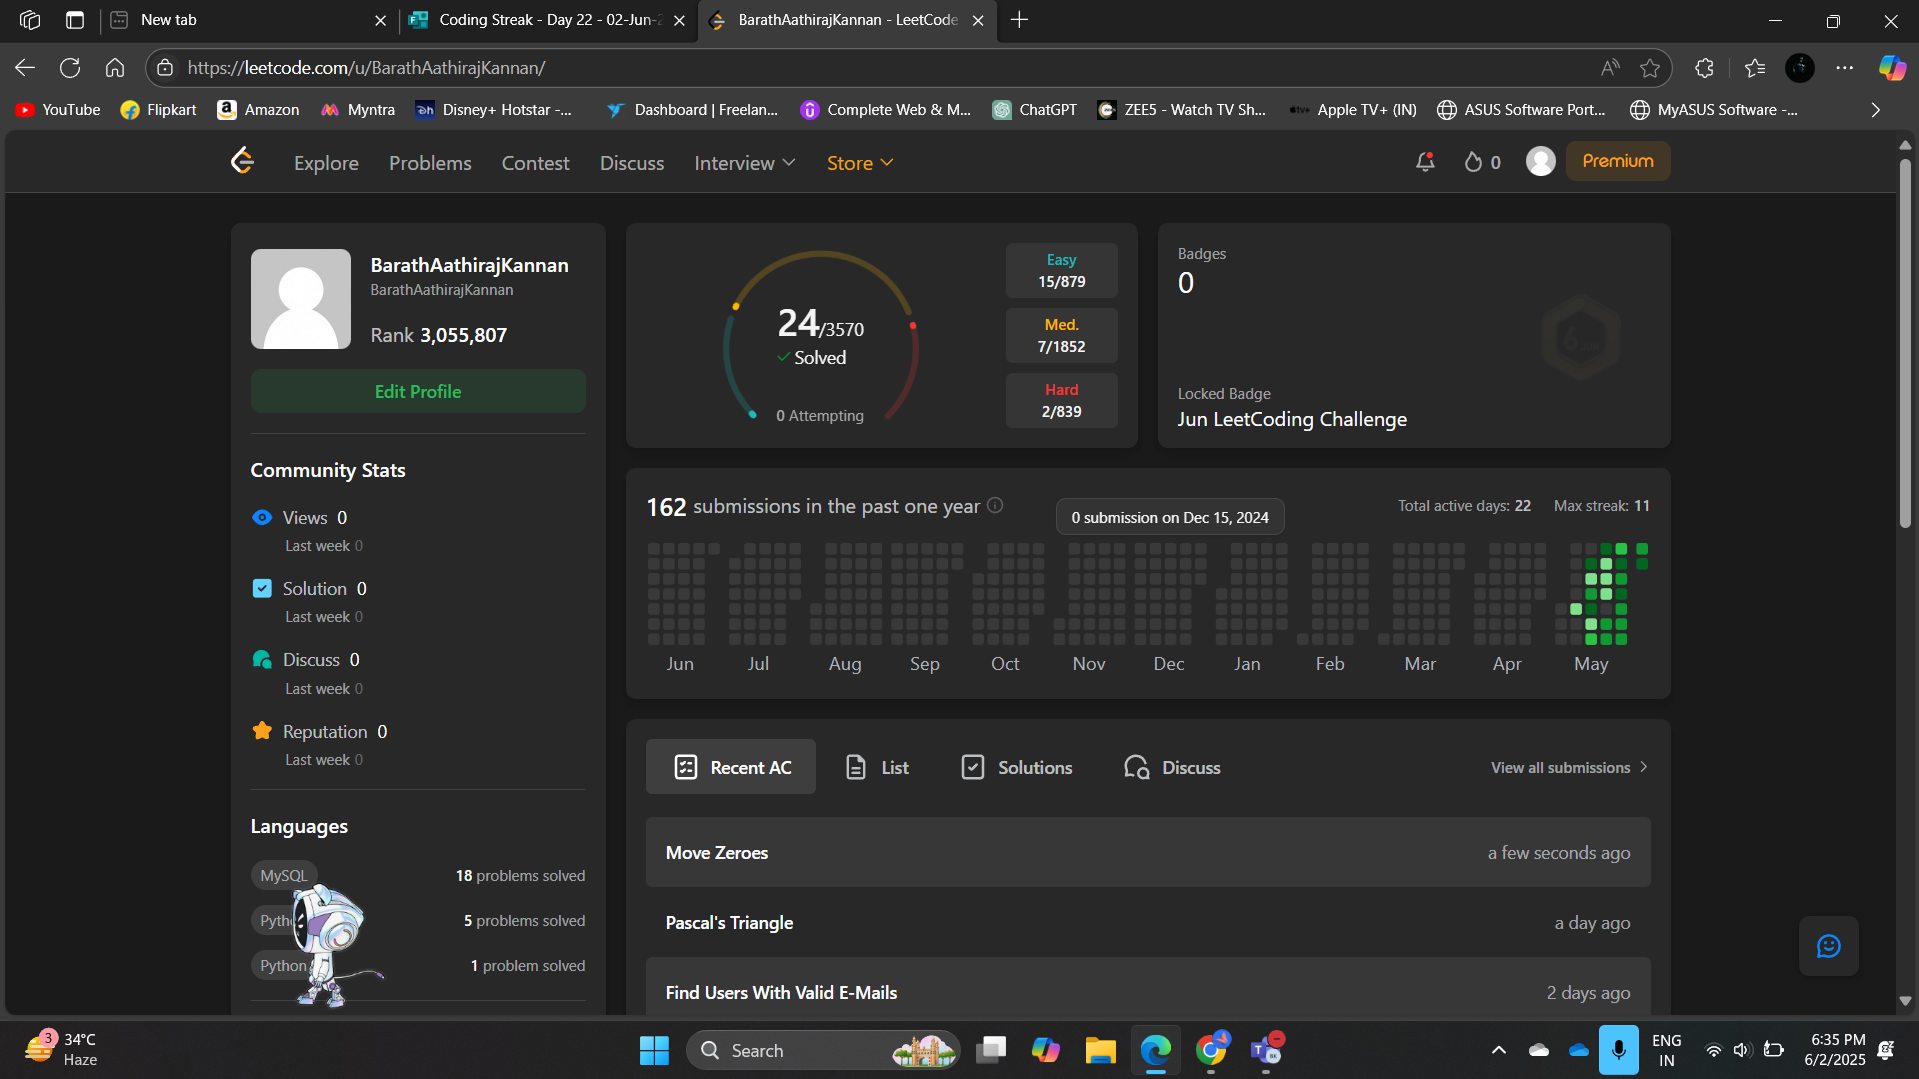 New tab
Coding Streak - Day 22 - 02-Jun-2
BarathAathirajKannan - LeetCode
https://leetcode.com/u/BarathAathirajKannan/
YouTube
Flipkart
Amazon
Myntra
Disney+ Hotstar -...
Dashboard | Freelan...
Complete Web & M...
ChatGPT
ZEE5 - Watch TV Sh...
Apple TV+ (IN)
ASUS Software Port...
MyASUS Software -...
Explore
Problems
Contest
Discuss
Interview
Store
0
Premium
BarathAathirajKannan
BarathAathirajKannan
Rank 3,055,807
Edit Profile
Community Stats
Views 0
Last week 0
Solution 0
Last week 0
Discuss 0
Last week 0
Reputation 0
Last week 0
Languages
MySQL
18 problems solved
Pyth
5 problems solved
Python
1 problem solved
24/3570
Solved
0 Attempting
Easy
15/879
Med.
7/1852
Hard
2/839
Badges
0
Locked Badge
Jun LeetCoding Challenge
162 submissions in the past one year
0 submission on Dec 15, 2024
Total active days: 22
Max streak: 11
Jun
Jul
Aug
Sep
Oct
Nov
Dec
Jan
Feb
Mar
Apr
May
Recent AC
List
Solutions
Discuss
View all submissions
Move Zeroes
a few seconds ago
Pascal's Triangle
a day ago
Find Users With Valid E-Mails
2 days ago
3
34°C
Haze
Search
ENG
IN
6:35 PM
6/2/2025